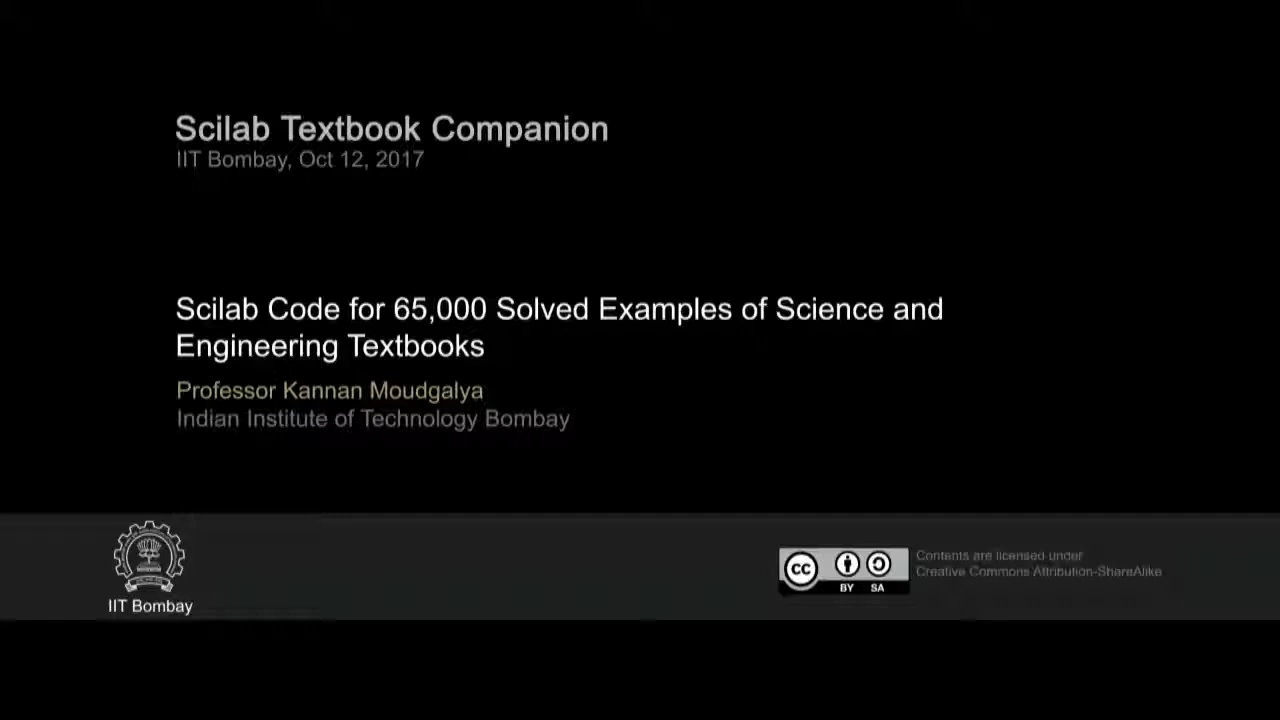 Scilab Textbook Companion
IIT Bombay, Oct 12, 2017
Scilab Code for 65,000 Solved Examples of Science and
Engineering Textbooks
Professor Kannan Moudgalya
Indian Institute of Technology Bombay
IIT Bombay
cc
BY SA
Contents are licensed under
Creative Commons Attribution-ShareAlike